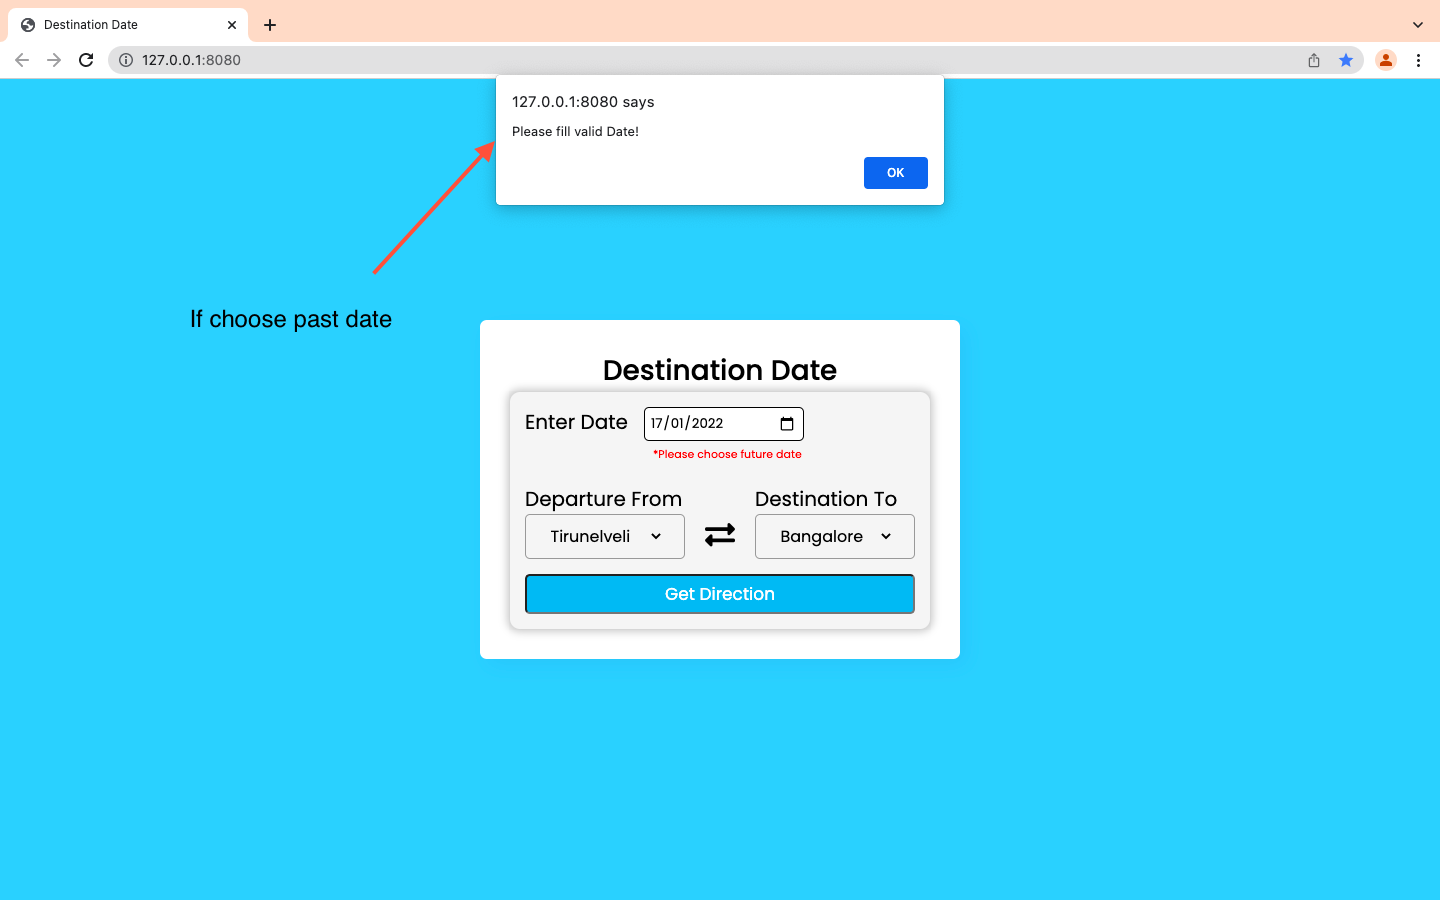 Destination Date
127.0.0.1:8080
127.0.0.1:8080 says
Please fill valid Date!
OK
If choose past date
Destination Date
Enter Date 17/01/2022
*Please choose future date
Departure From Destination To
Tirunelveli Bangalore
Get Direction